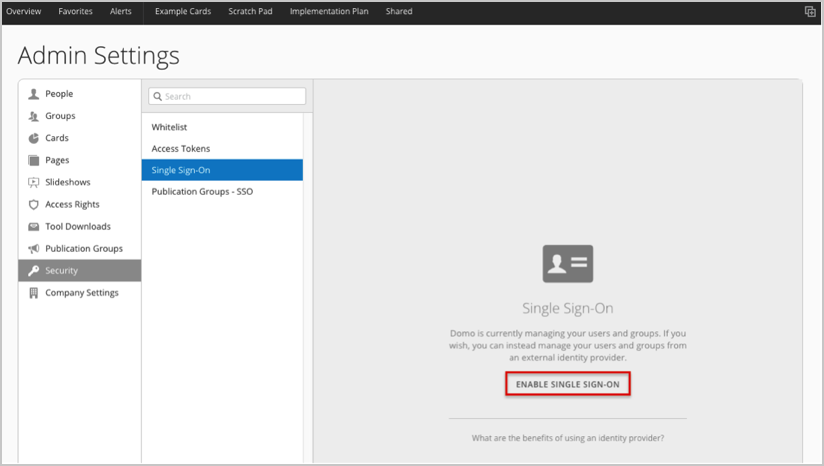 Overview Favorites Alerts Example Cards Scratch Pad Implementation Plan Shared
Admin Settings
People
Groups
Cards
Pages
Slideshows
Access Rights
Tool Downloads
Publication Groups
Security
Company Settings
Search
Whitelist
Access Tokens
Single Sign-On
Publication Groups - SSO
Single Sign-On
Domo is currently managing your users and groups. If you
wish, you can instead manage your users and groups from
an external identity provider.
ENABLE SINGLE SIGN-ON
What are the benefits of using an identity provider?